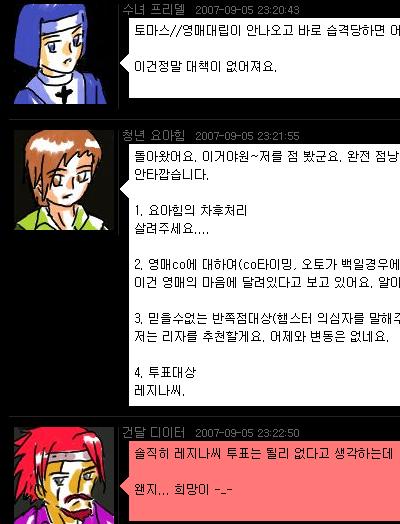 수녀 프리델 2007-09-05 23:20:43
토마스//영매대립이 안나오고 바로 습격당하면
이건정말 대책이 없어져요.
청년 요아힘 2007-09-05 23:21:55
돌아왔어요. 이거야원~저를 점 봤군요. 완전 점낭
안타깝습니다.
1. 요아힘의 차후처리
살려주세요....
2. 영매co에 대하여(co타이밍, 오토가 백일경우에
이건 영매의 마음에 달려있다고 보고 있어요. 알아
3. 믿을수없는 반쪽점대상(햄스터 의심자를 말해주
저는 리자를 추천할게요. 어제와 변동은 없네요.
4. 투표대상
레지나씨.
건달 디이터 2007-09-05 23:22:50
솔직히 레지나씨 투표는 될리 없다고 생각하는데
왠지... 희망이 -_-